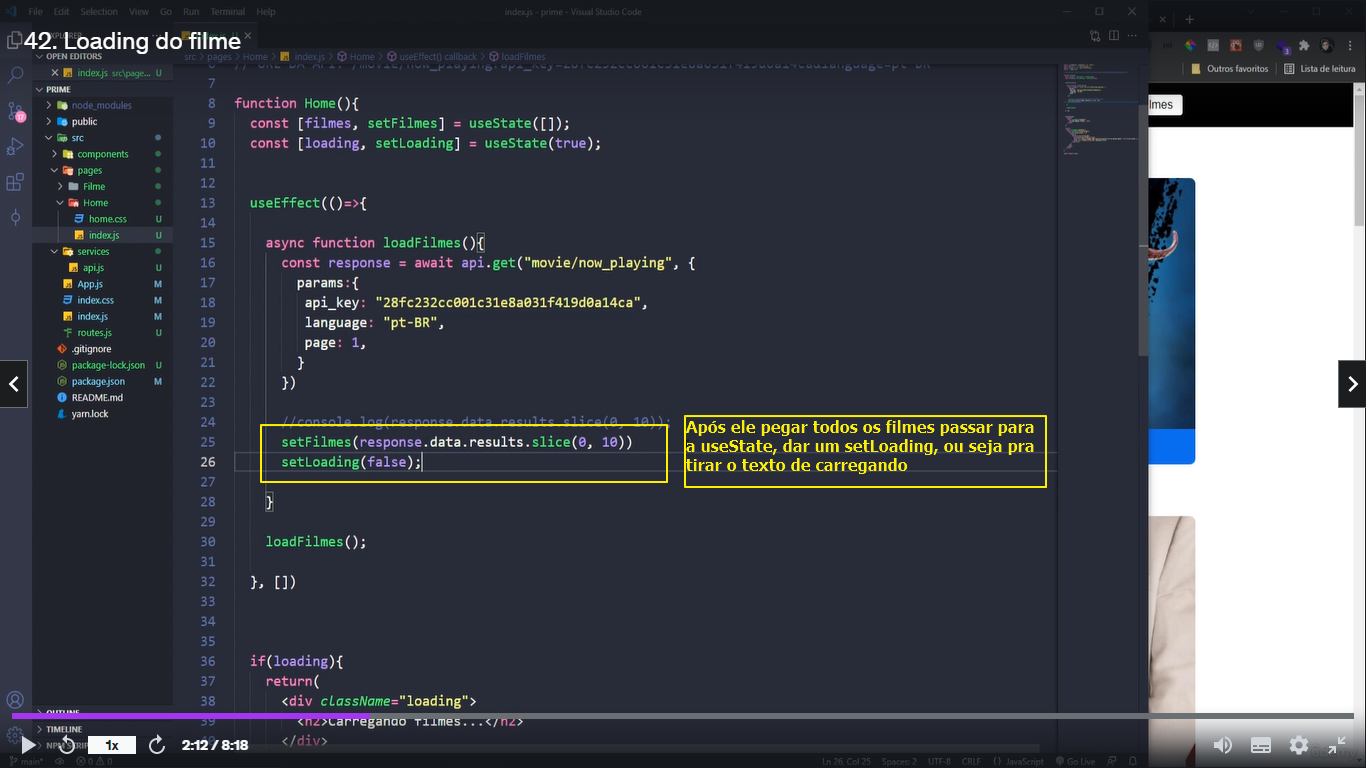 File Edit Selection View Go Run Terminal Help
index.js - prime - Visual Studio Code
42. Loading do filme
OPEN EDITORS
index.js src\page... U
PRIME
node_modules
public
src
components
pages
Filme
Home
home.css U
index.js U
services
api.js U
App.js M
index.css M
index.js M
routes.js U
.gitignore
package-lock.json U
package.json M
README.md
yarn.lock
TIMELINE
src > pages > Home > index.js > Home > useEffect() callback > loadFilmes
7
8 function Home(){
9 const [filmes, setFilmes] = useState([]);
10 const [loading, setLoading] = useState(true);
11
12
13 useEffect(()=>{
14
15 async function loadFilmes(){
16 const response = await api.get("movie/now_playing", {
17 params:{
18 api_key: "28fc232cc001c31e8a031f419d0a14ca",
19 language: "pt-BR",
20 page: 1,
21 }
22 })
23
24 //console.log(response.data.results.slice(0, 10));
25 setFilmes(response.data.results.slice(0, 10))
26 setLoading(false);
27
28 }
29
30 loadFilmes();
31
32 }, [])
33
34
35
36 if(loading){
37 return(
38 <div className="loading">
39 <h2>Carregando filmes...</h2>
</div>
Após ele pegar todos os filmes passar para
a useState, dar um setLoading, ou seja pra
tirar o texto de carregando
Outros favoritos
Lista de leitura
lmes
1x
2:12 / 8:18
main*
0 0
Ln 26, Col 25 Spaces: 2 UTF-8 CRLF JavaScript Go Live